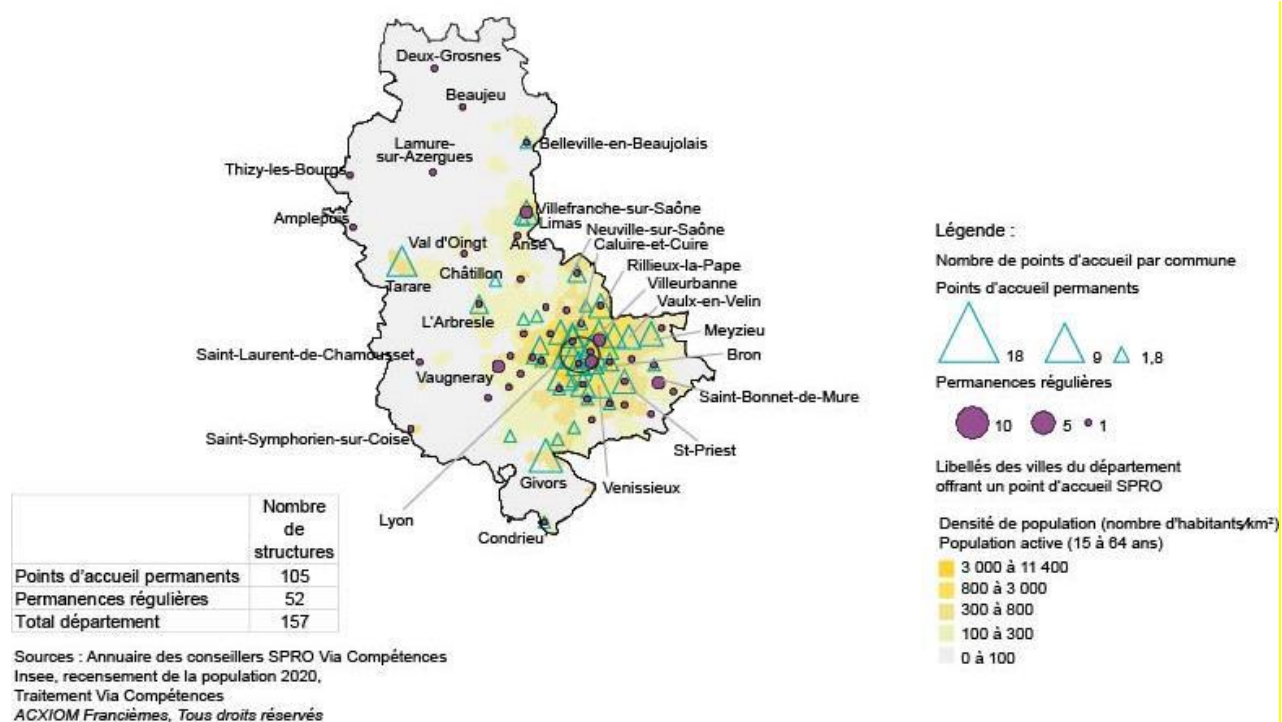 Deux-Grosnes
Beaujeu
Belleville-en-Beaujolais
Lamure-
sur-Azergues
Thizy-les-Bourgs
Amplepuis
Villefranche-sur-Saône
Limas
Neuville-sur-Saône
Anse
Caluire-et-Cuire
Val d'Oingt
Rillieux-la-Pape
Châtillon
Villeurbanne
Tarare
Vaulx-en-Velin
L'Arbresle
Meyzieu
Saint-Laurent-de-Chamousset
Bron
Vaugneray
Saint-Bonnet-de-Mure
Saint-Symphorien-sur-Coise
St-Priest
Givors
Venissieux
Lyon
Condrieu
Légende :
Nombre de points d'accueil par commune
Points d'accueil permanents
18 9 1,8
Permanences régulières
10 5 1
Libellés des villes du département
offrant un point d'accueil SPRO
Densité de population (nombre d'habitants/km²)
Population active (15 à 64 ans)
3 000 à 11 400
800 à 3 000
300 à 800
100 à 300
0 à 100
Nombre
de
structures
Points d'accueil permanents 105
Permanences régulières 52
Total département 157
Sources : Annuaire des conseillers SPRO Via Compétences
Insee, recensement de la population 2020,
Traitement Via Compétences
ACXIOM Francièmes, Tous droits réservés